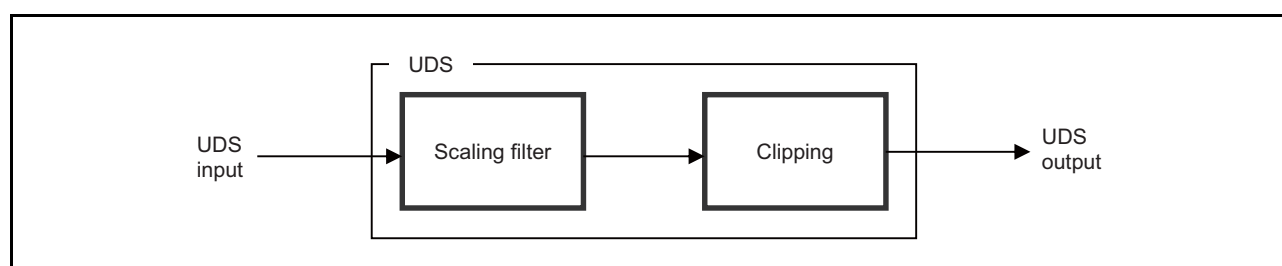 UDS
UDS
input
Scaling filter
Clipping
UDS
output